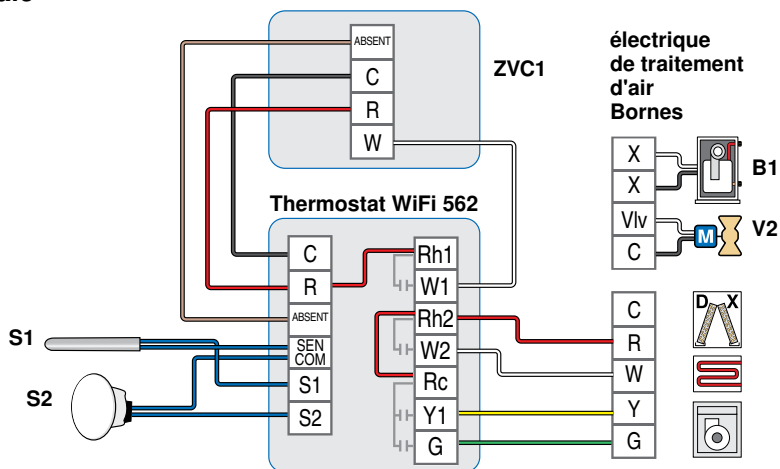 ABSENT
C
R
W
ZVC1
électrique
de traitement
d'air
Bornes
X
X
Vlv
C
B1
M
V2
Thermostat WiFi 562
C
R
ABSENT
SEN
COM
S1
S2
Rh1
W1
Rh2
W2
Rc
Y1
G
S1
S2
C
R
W
Y
G
D X